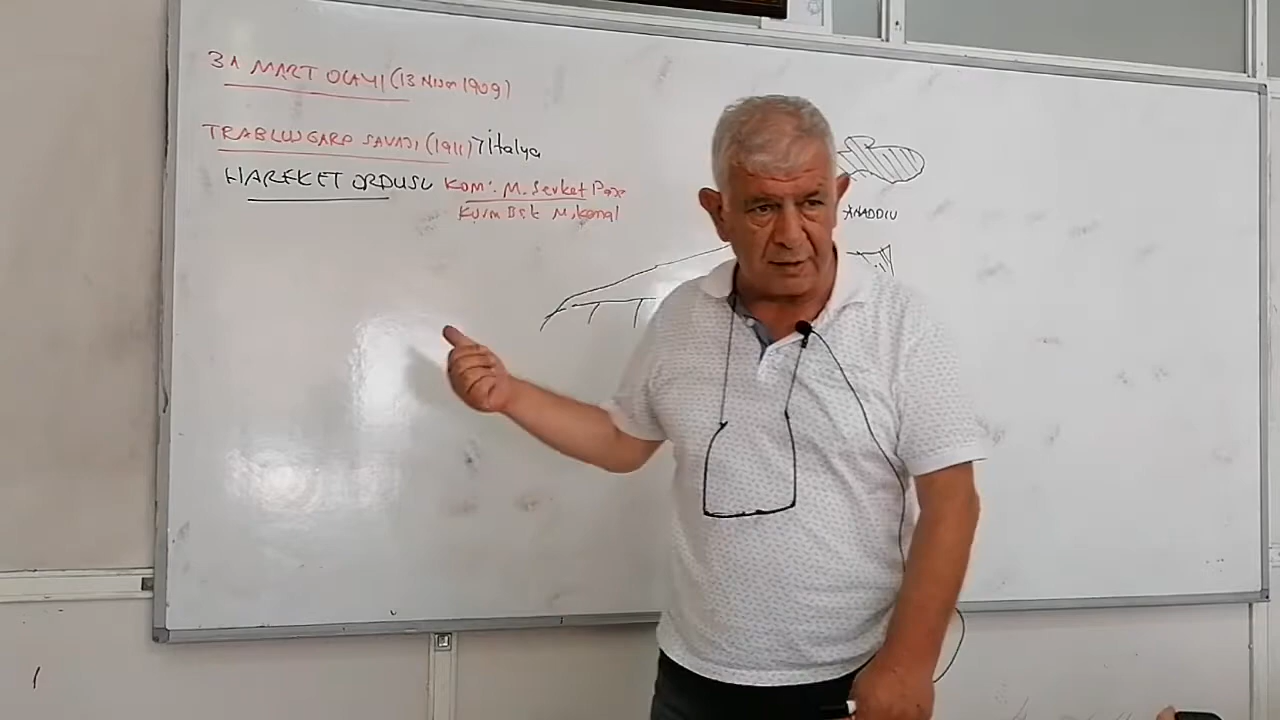 31 MART OLAYI (13 Nisan 1909)
TRABLUSGARP SAVAŞI (1911) İtalya
HAREKET ORDUSU Kom: M. Şevket Paşa
Kurm Bşk M. Kemal
ANADOLU